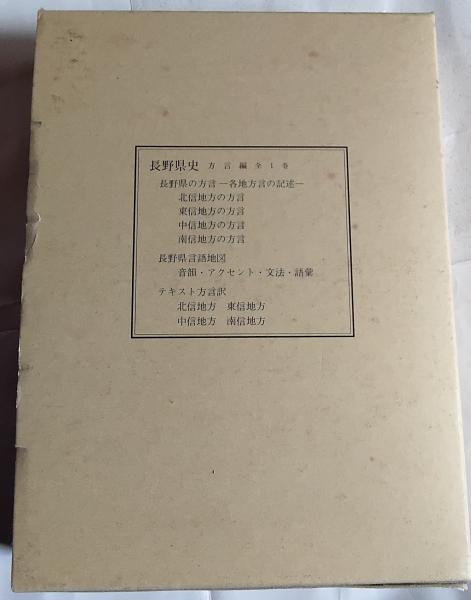 長野県史 方言編全1巻
長野県の方言―各地方言の記述―
北信地方の方言
東信地方の方言
中信地方の方言
南信地方の方言
長野県言語地図
音韻・アクセント・文法・語彙
テキスト方言訳
北信地方 東信地方
中信地方 南信地方